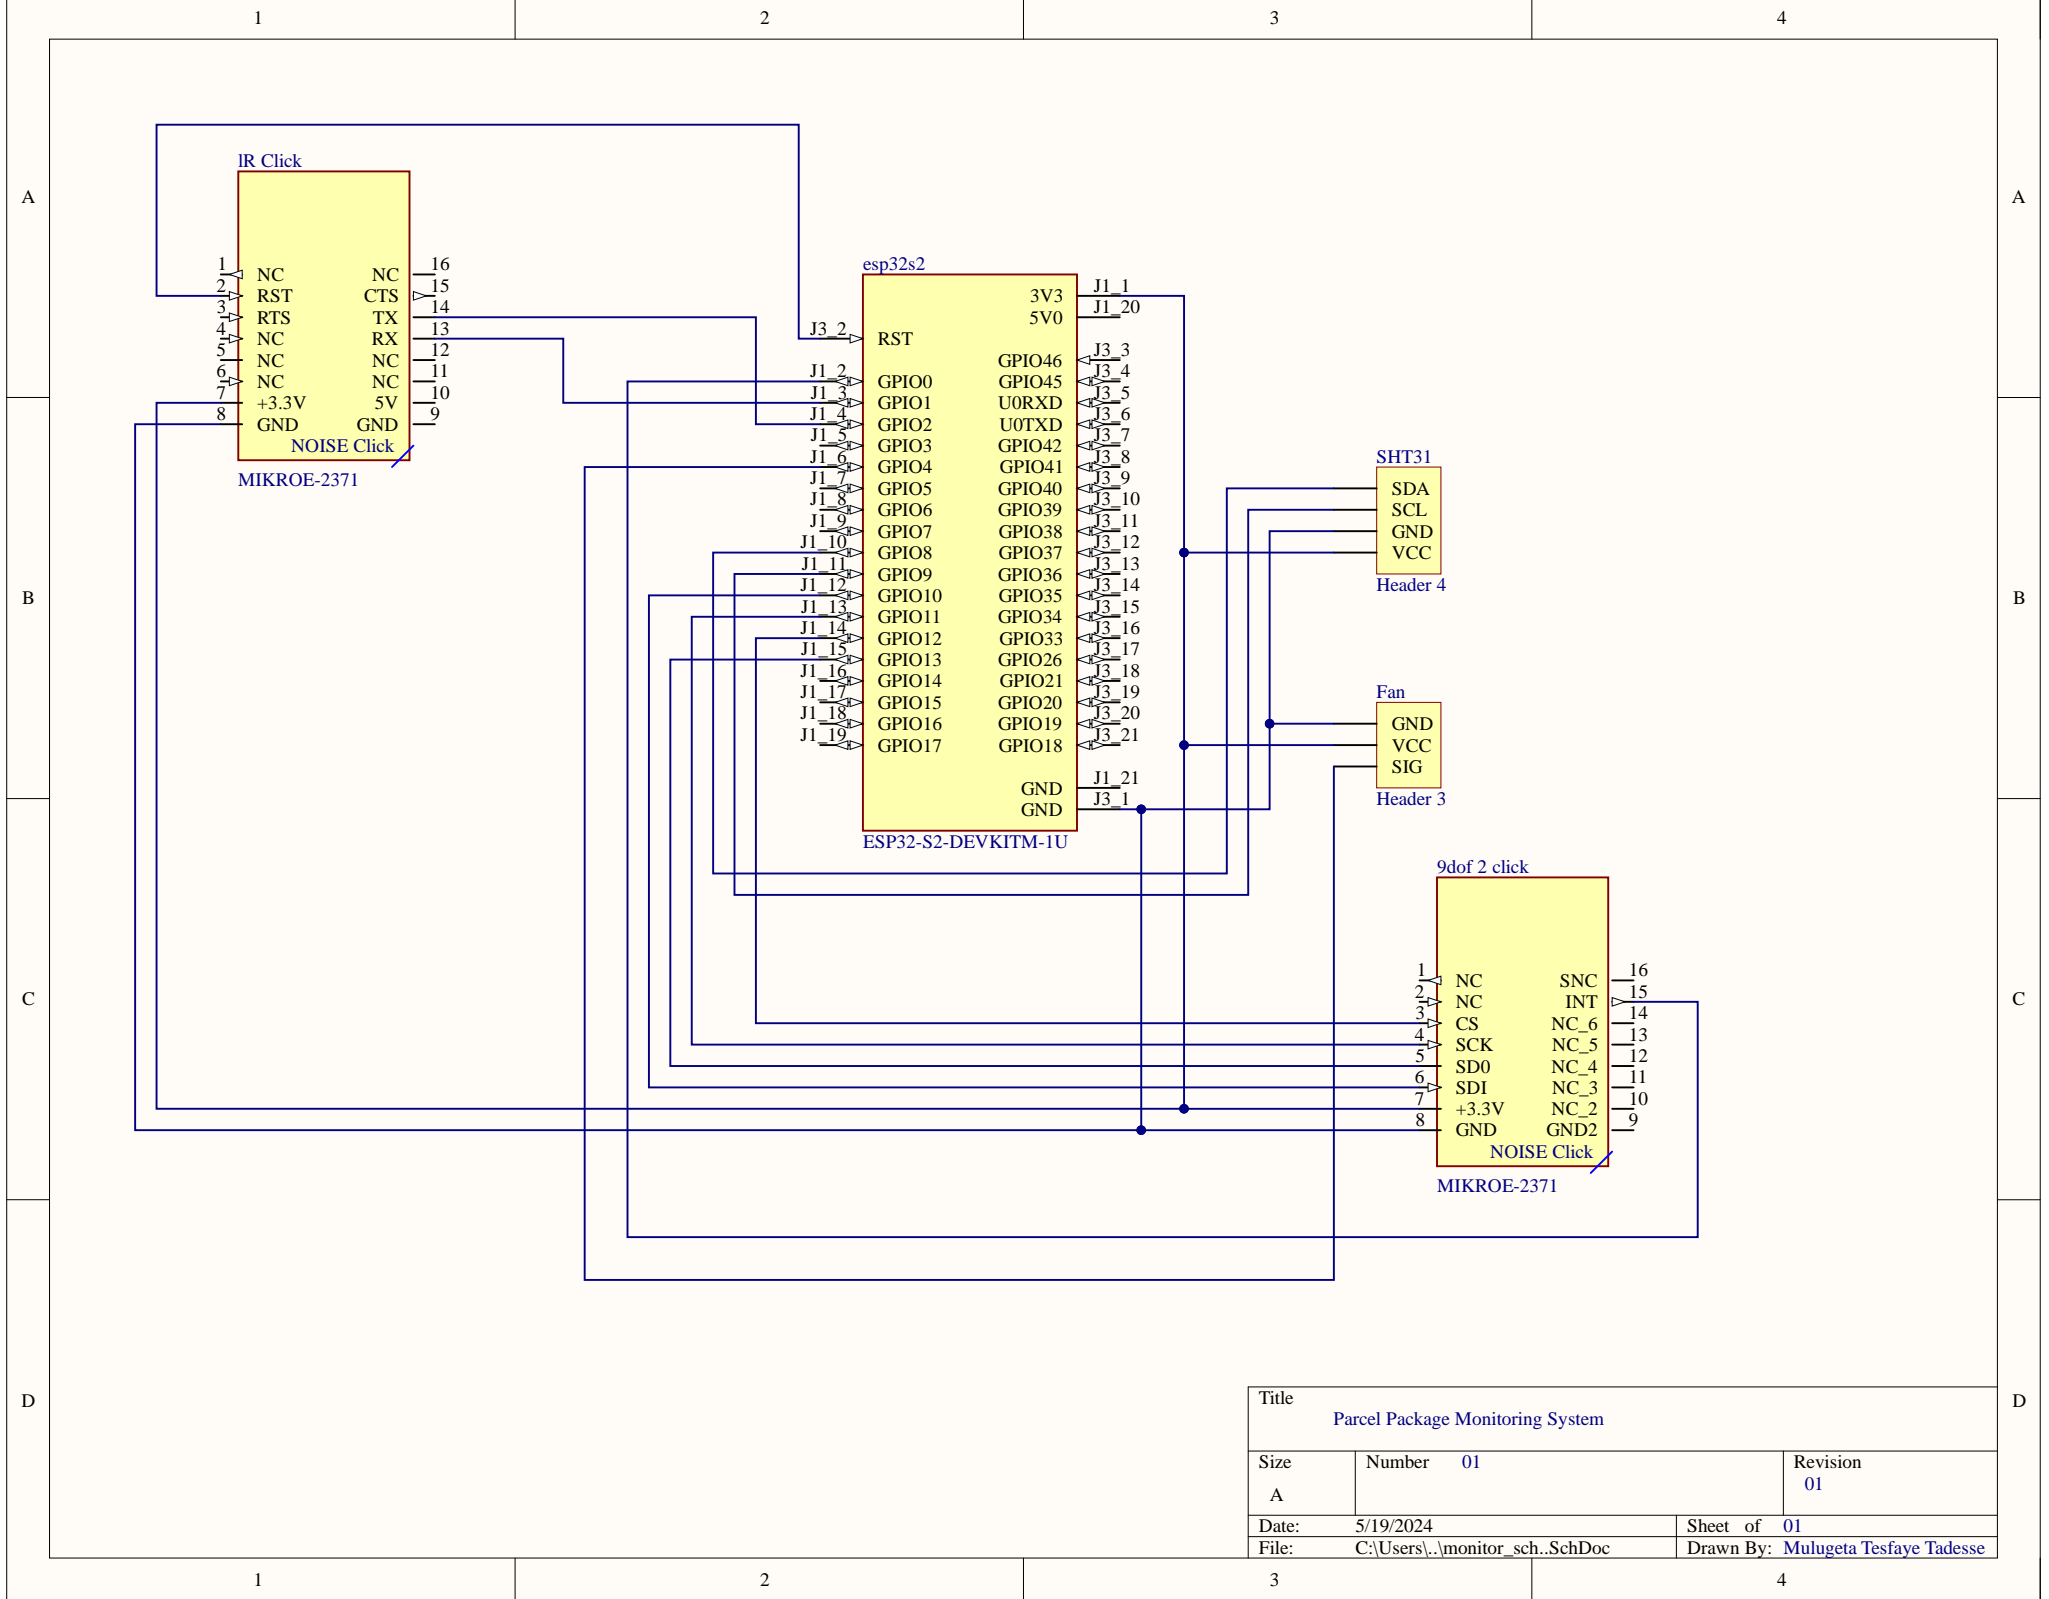 1 2 3 4
A A
B B
C C
D D
lR Click
1 NC NC 16
2 RST CTS 15
3 RTS TX 14
4 NC RX 13
5 NC NC 12
6 NC NC 11
7 +3.3V 5V 10
8 GND GND 9
NOISE Click
MIKROE-2371
esp32s2
3V3 J1_1
5V0 J1_20
J3_2 RST
GPIO46 J3_3
J1_2 GPIO0 GPIO45 J3_4
J1_3 GPIO1 U0RXD J3_5
J1_4 GPIO2 U0TXD J3_6
J1_5 GPIO3 GPIO42 J3_7
J1_6 GPIO4 GPIO41 J3_8
J1_7 GPIO5 GPIO40 J3_9
J1_8 GPIO6 GPIO39 J3_10
J1_9 GPIO7 GPIO38 J3_11
J1_10 GPIO8 GPIO37 J3_12
J1_11 GPIO9 GPIO36 J3_13
J1_12 GPIO10 GPIO35 J3_14
J1_13 GPIO11 GPIO34 J3_15
J1_14 GPIO12 GPIO33 J3_16
J1_15 GPIO13 GPIO26 J3_17
J1_16 GPIO14 GPIO21 J3_18
J1_17 GPIO15 GPIO20 J3_19
J1_18 GPIO16 GPIO19 J3_20
J1_19 GPIO17 GPIO18 J3_21
GND J1_21
GND J3_1
ESP32-S2-DEVKITM-1U
SHT31
SDA
SCL
GND
VCC
Header 4
Fan
GND
VCC
SIG
Header 3
9dof 2 click
1 NC SNC 16
2 NC INT 15
3 CS NC_6 14
4 SCK NC_5 13
5 SD0 NC_4 12
6 SDI NC_3 11
7 +3.3V NC_2 10
8 GND GND2 9
NOISE Click
MIKROE-2371
Title
Parcel Package Monitoring System
Size Number 01 Revision
A 01
Date: 5/19/2024 Sheet of 01
File: C:\Users\..\monitor_sch..SchDoc Drawn By: Mulugeta Tesfaye Tadesse
1 2 3 4